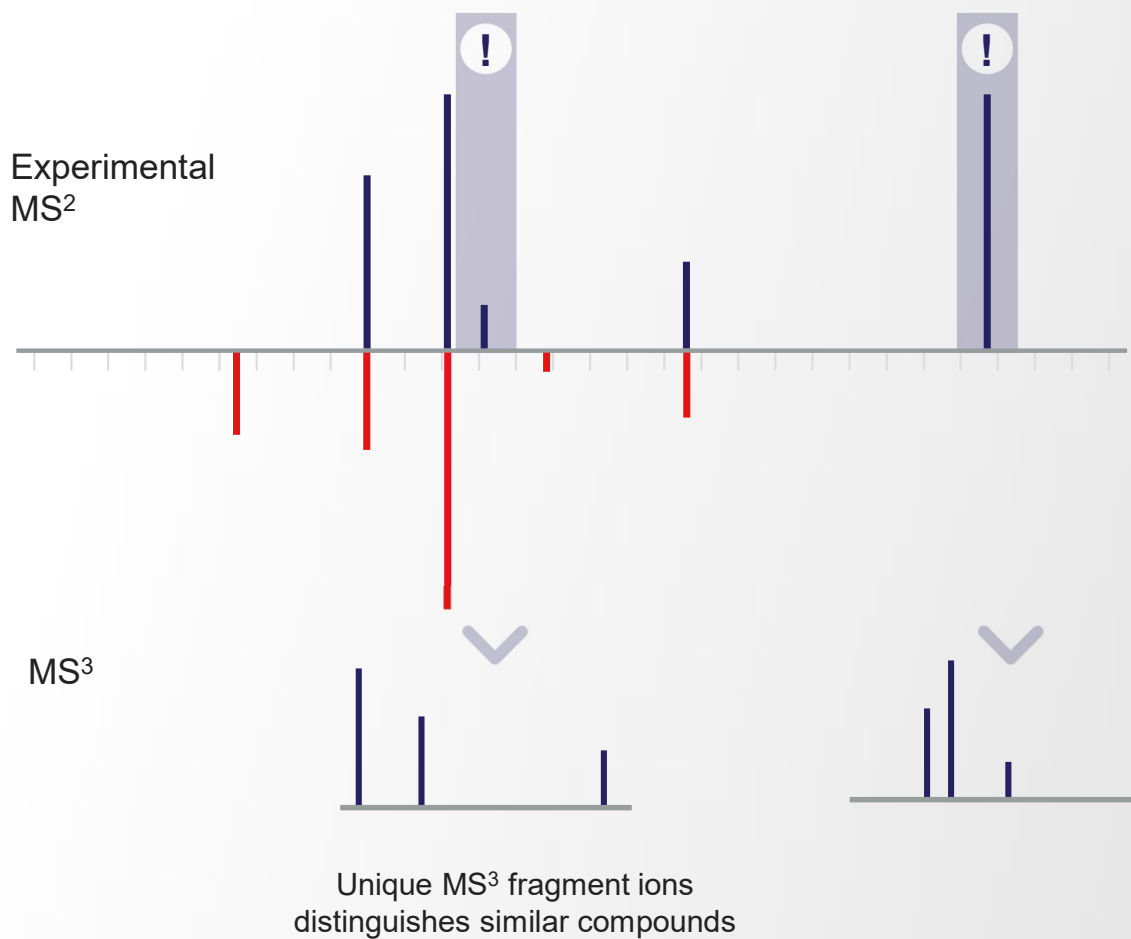 !
!
Experimental
MS²
MS³
Unique MS³ fragment ions
distinguishes similar compounds